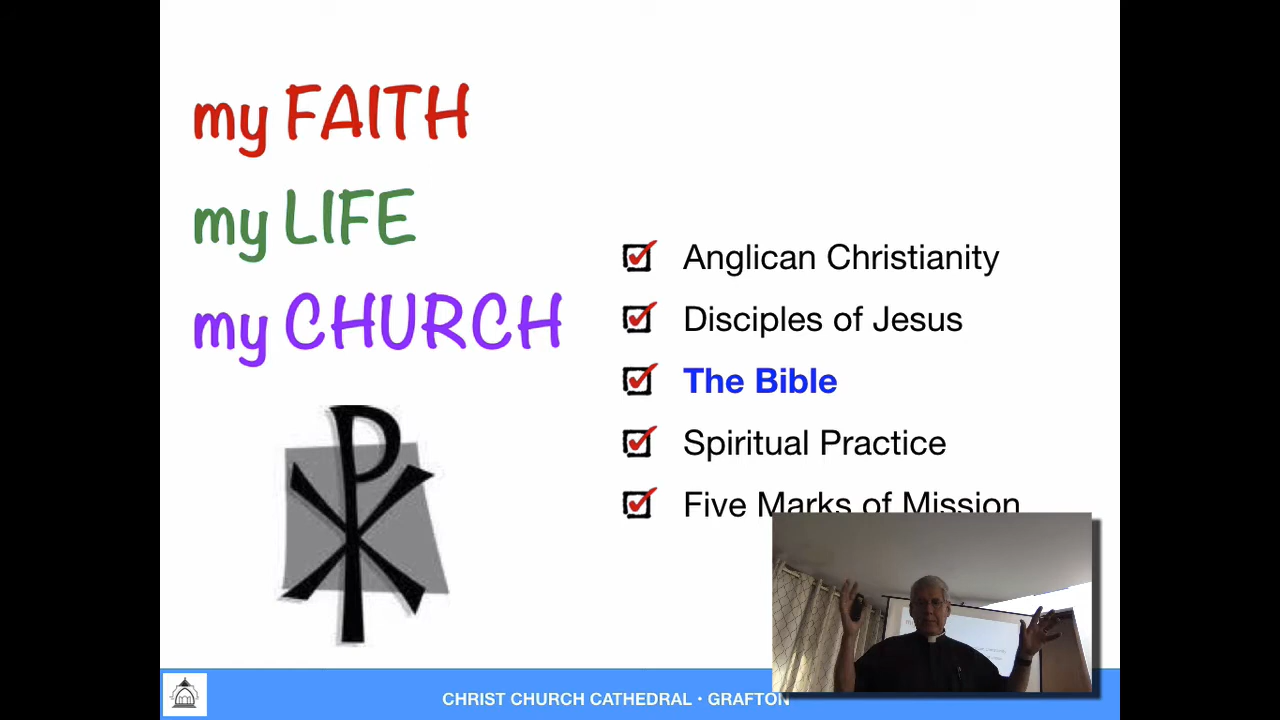 my FAITH
my LIFE
my CHURCH
Anglican Christianity
Disciples of Jesus
The Bible
Spiritual Practice
Five Marks of Mission
CHRIST CHURCH CATHEDRAL • GRAFTON